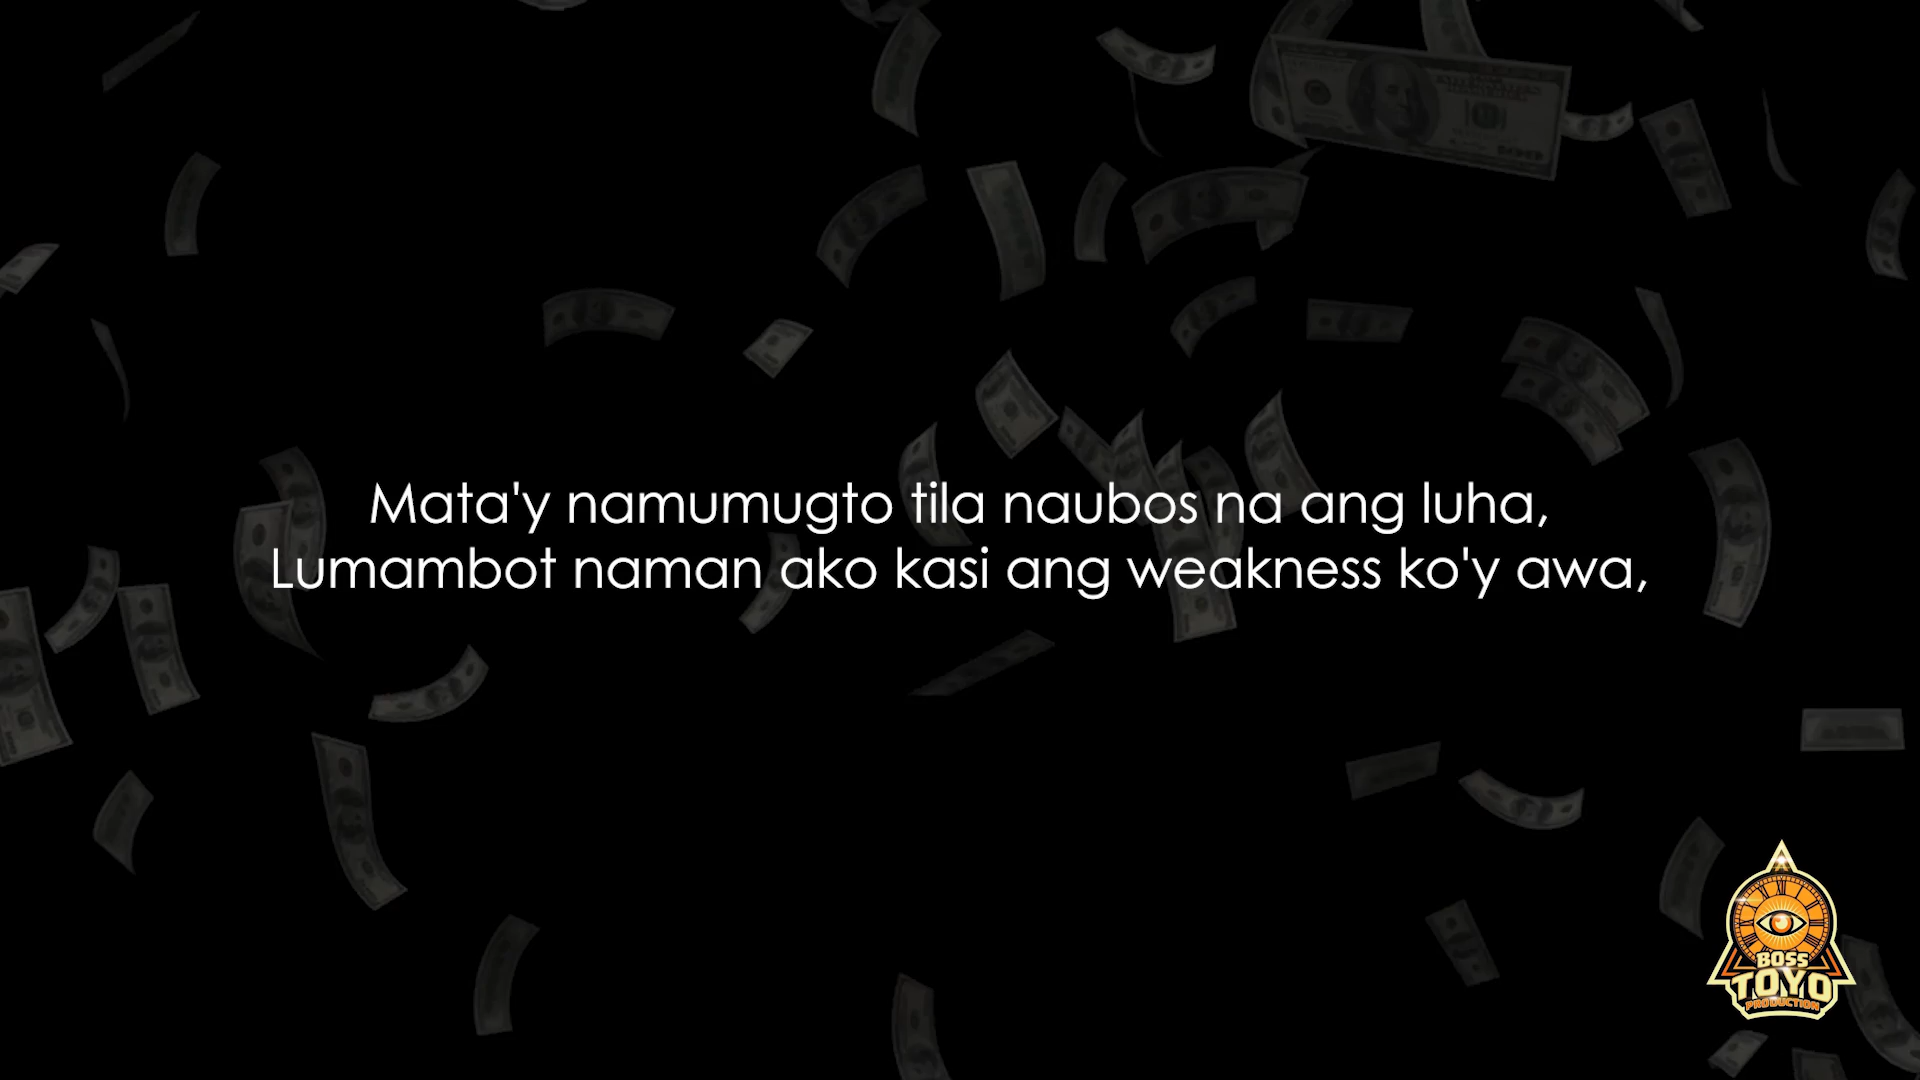 Mata'y namumugto tila naubos na ang luha,
Lumambot naman ako kasi ang weakness ko'y awa,
BOSS
TOYO
PRODUCTION